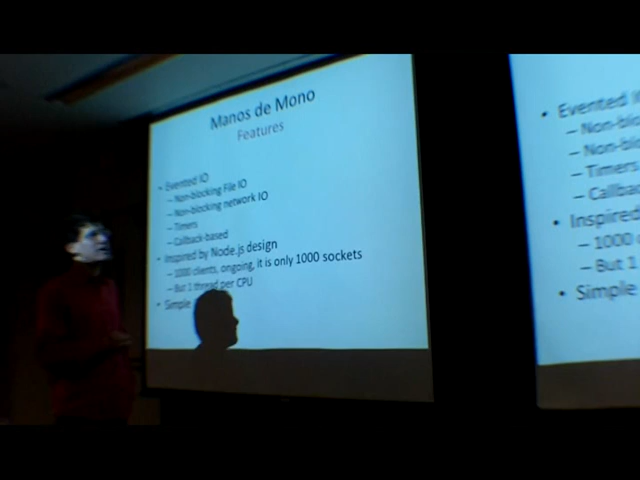 Manos de Mono
Features
• Evented IO
– Non-blocking File IO
– Non-blocking network IO
– Timers
– Callback-based
• Inspired by Node.js design
– 1000 clients, ongoing, it is only 1000 sockets
– But 1 thread per CPU
• Simple
• Evented I
– Non-blo
– Non-blo
– Timers
– Callba
• Inspired
– 1000 c
– But 1
• Simple